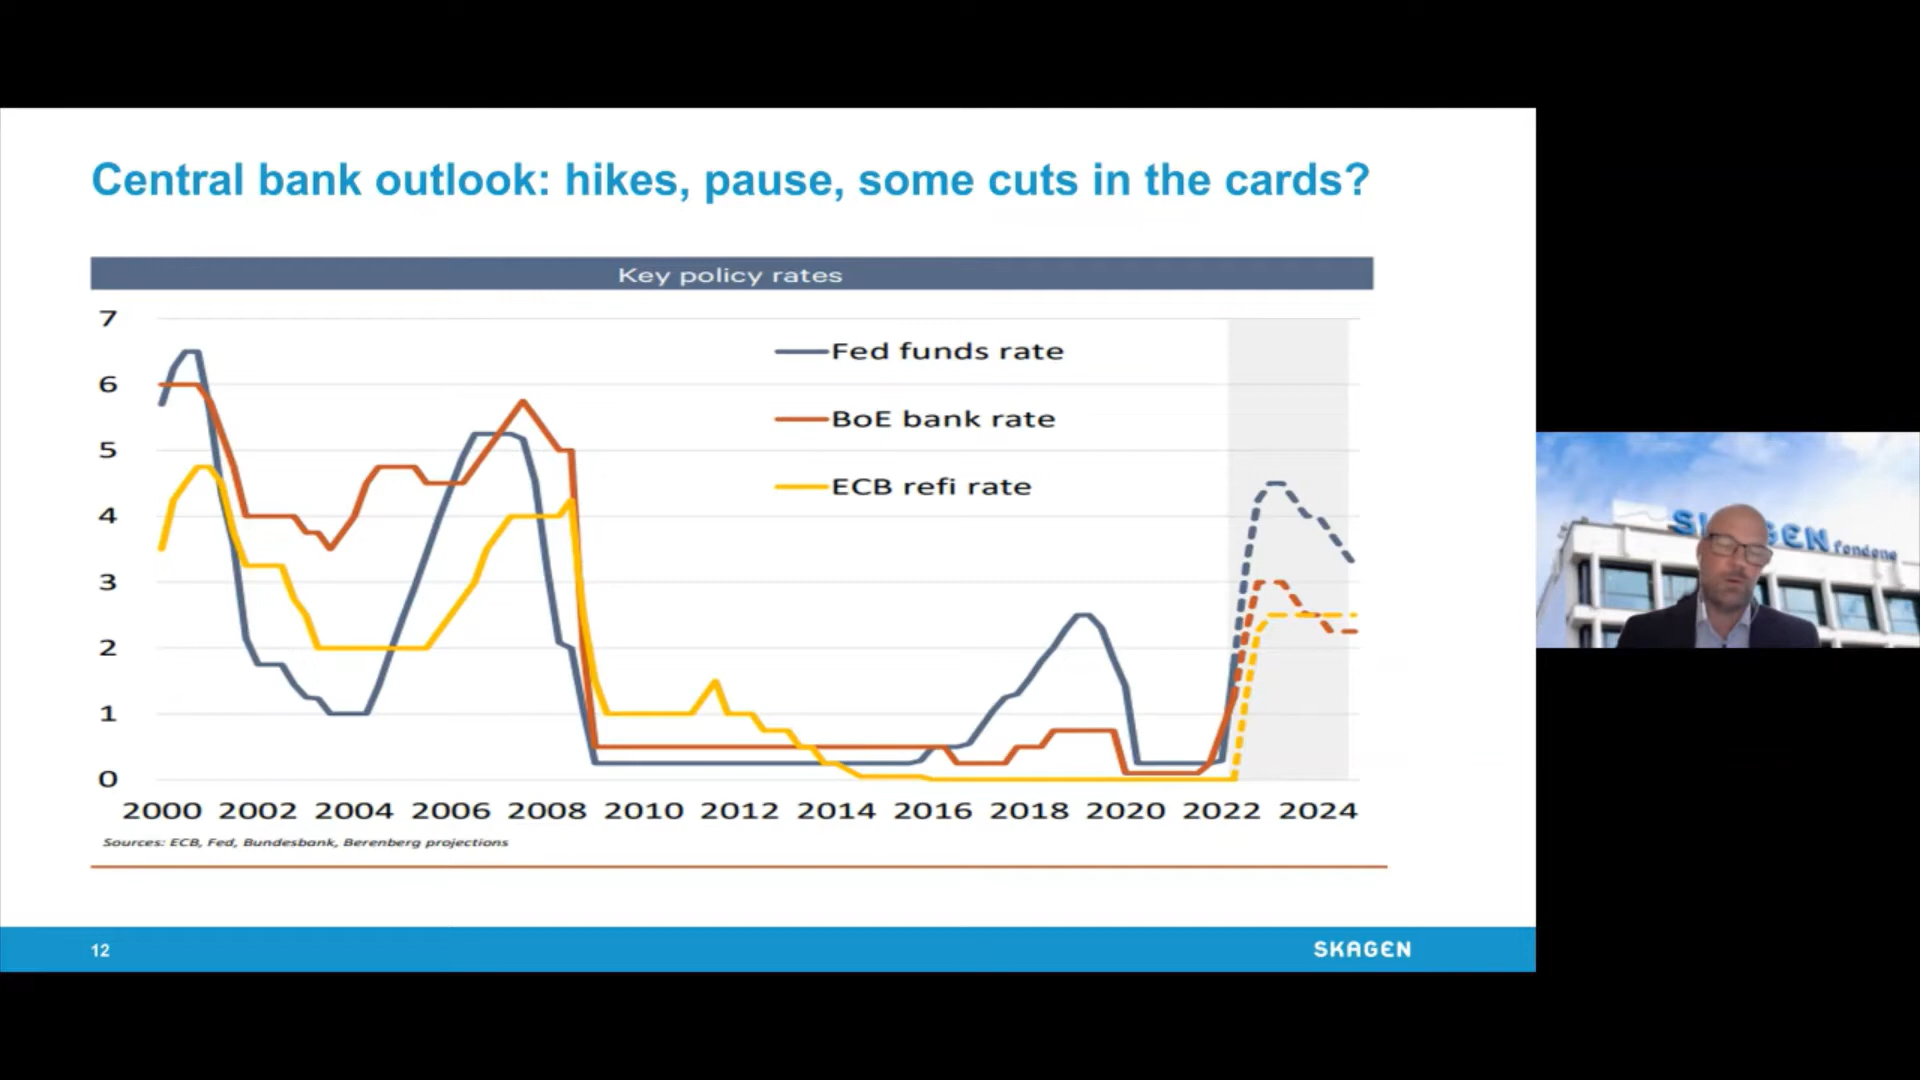 Central bank outlook: hikes, pause, some cuts in the cards?
Key policy rates
7
6
5
4
3
2
1
0
Fed funds rate
BoE bank rate
ECB refi rate
2000 2002 2004 2006 2008 2010 2012 2014 2016 2018 2020 2022 2024
Sources: ECB, Fed, Bundesbank, Berenberg projections
12
SKAGEN
fondene